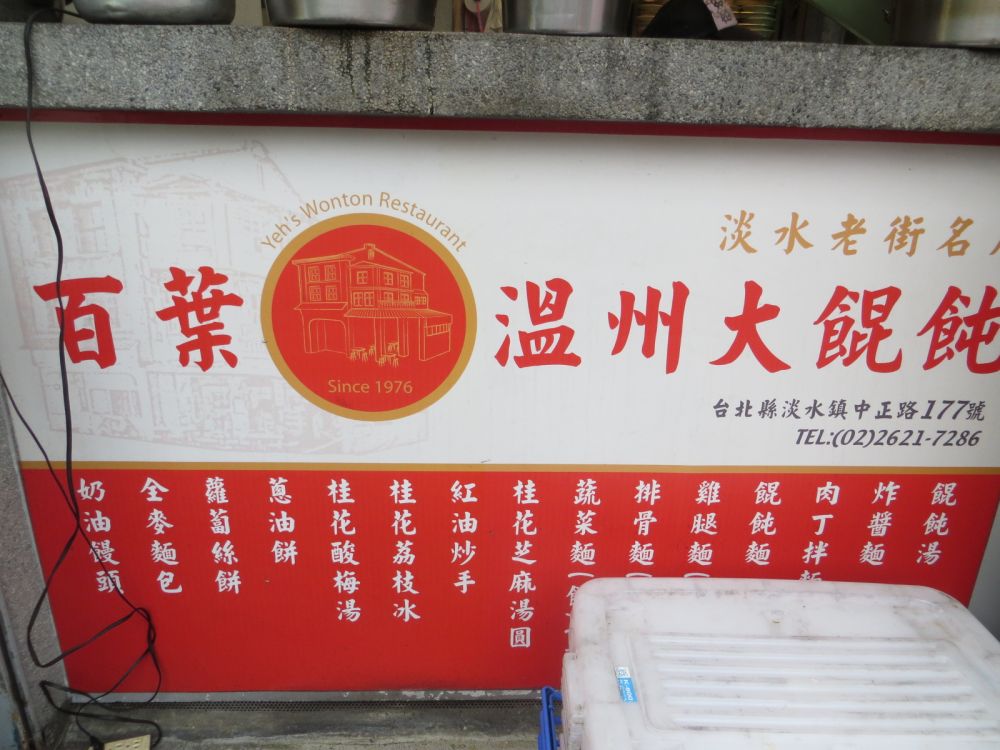 Yeh's Wonton Restaurant
淡水老街名
百葉
溫州大餛飩
Since 1976
台北縣淡水鎮中正路177號
TEL:(02)2621-7286
餛飩湯
炸醬麵
肉丁拌麵
餛飩麵
雞腿麵(
排骨麵(
蔬菜麵(
桂花芝麻湯圓
紅油炒手
桂花荔枝冰
桂花酸梅湯
蔥油餅
蘿蔔絲餅
全麥麵包
奶油饅頭